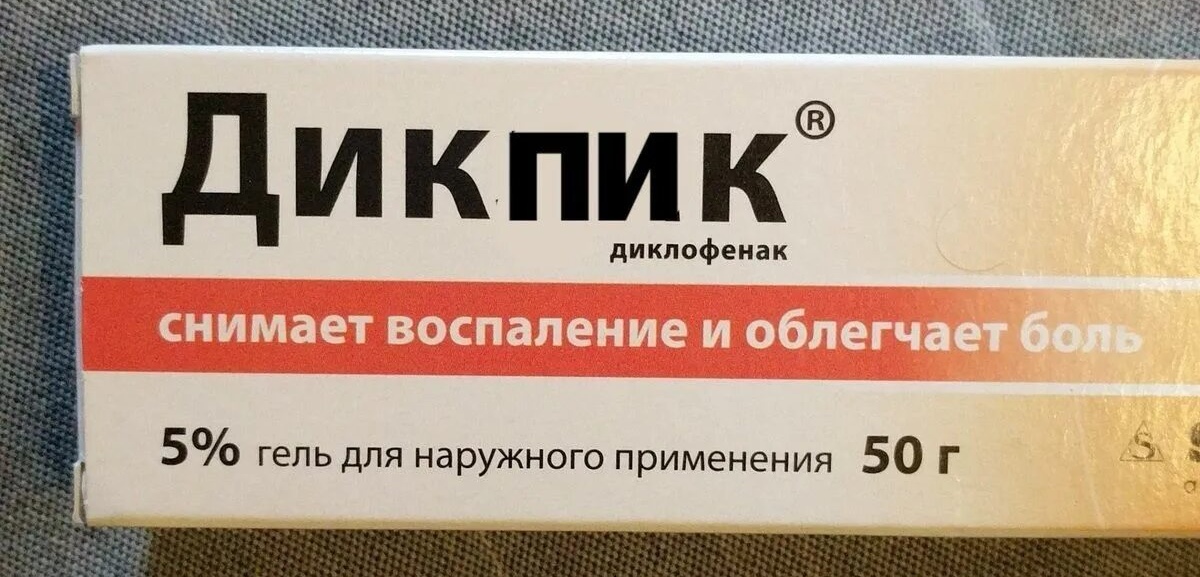 Дикпик®
диклофенак
снимает воспаление и облегчает боль
5% гель для наружного применения 50 г
S